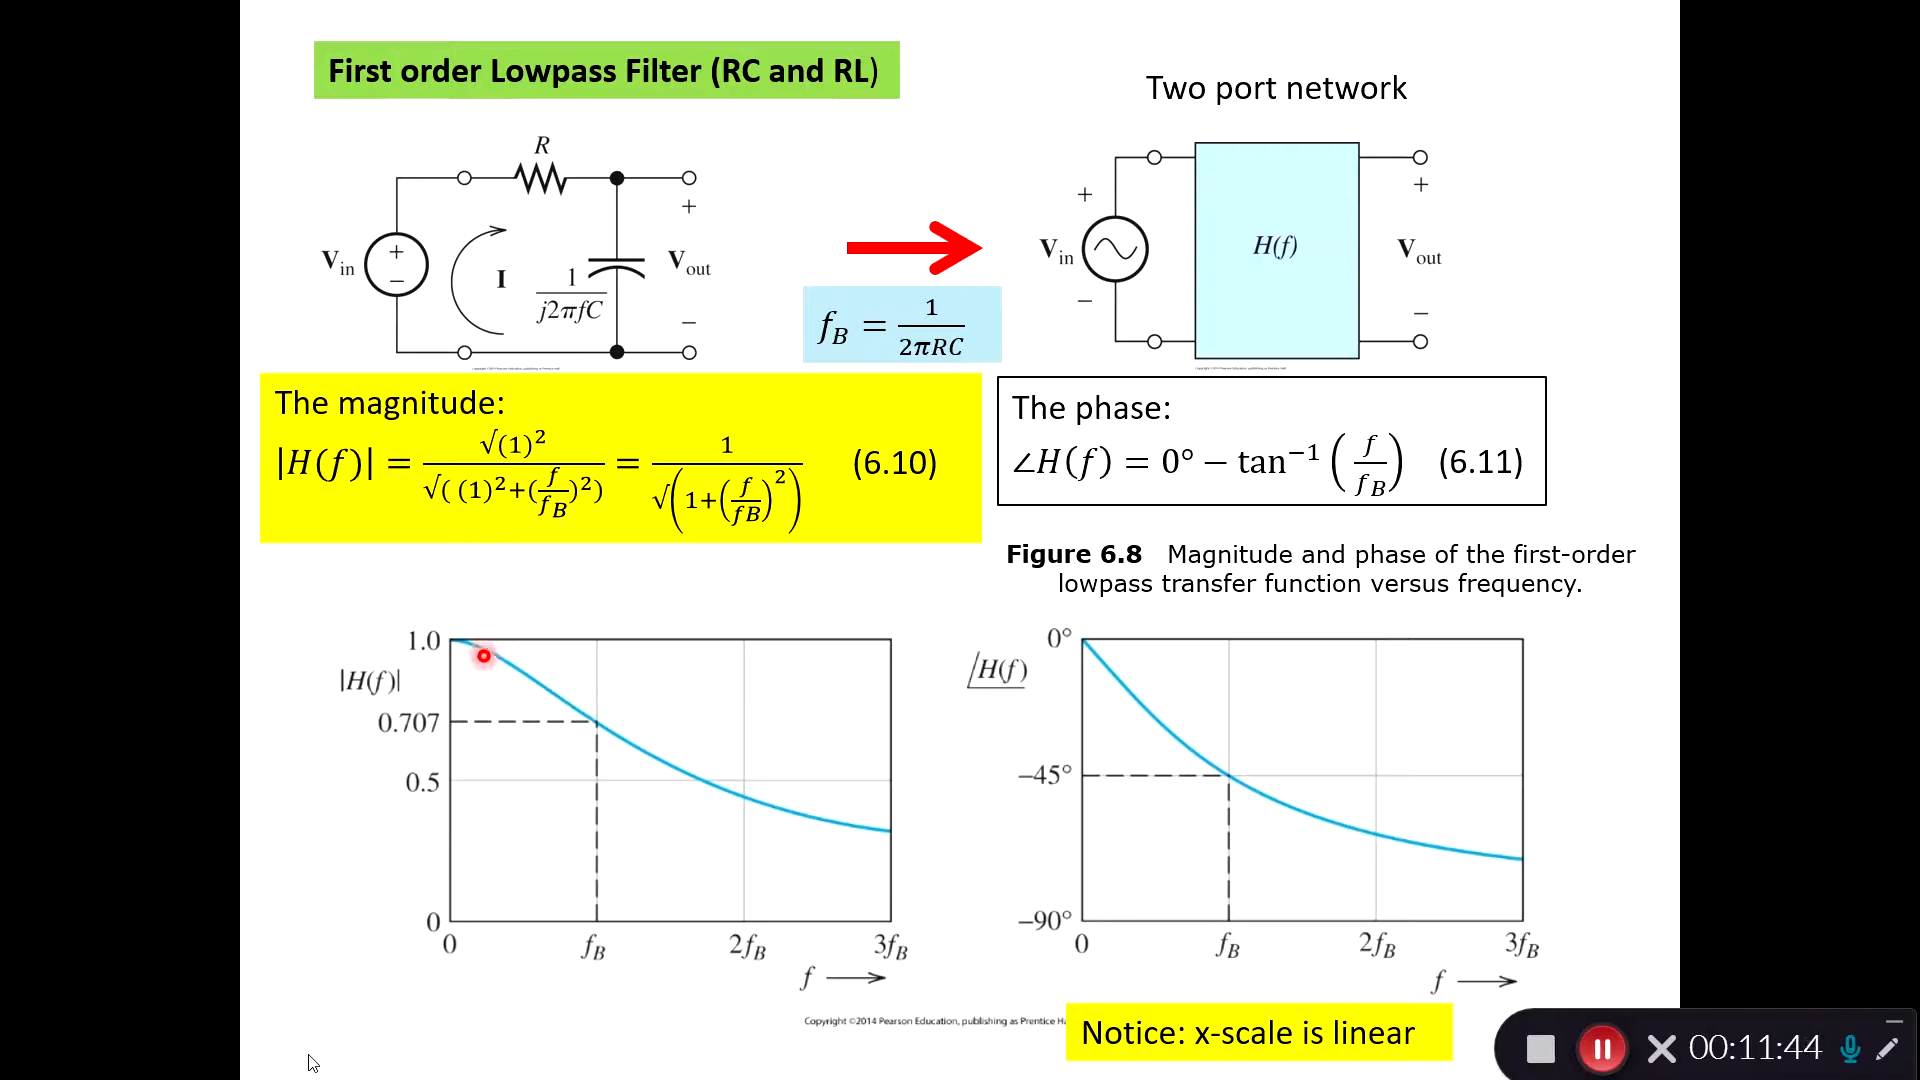 First order Lowpass Filter (RC and RL)
Two port network
R
+
V_in
+
−
I
1/(j2πfC)
V_out
−
f_B = 1/(2πRC)
+
V_in
−
H(f)
+
V_out
−
The magnitude:
|H(f)| = √(1)²/√( (1)²+(f/f_B)²) = 1/√(1+(f/fB)²) (6.10)
The phase:
∠H(f) = 0° − tan⁻¹(f/f_B) (6.11)
Figure 6.8 Magnitude and phase of the first-order
lowpass transfer function versus frequency.
1.0
|H(f)|
0.707
0.5
0
0 f_B 2f_B 3f_B
f
0°
∠H(f)
−45°
−90°
0 f_B 2f_B 3f_B
f
Copyright ©2014 Pearson Education, publishing as Prentice
Notice: x-scale is linear
00:11:44